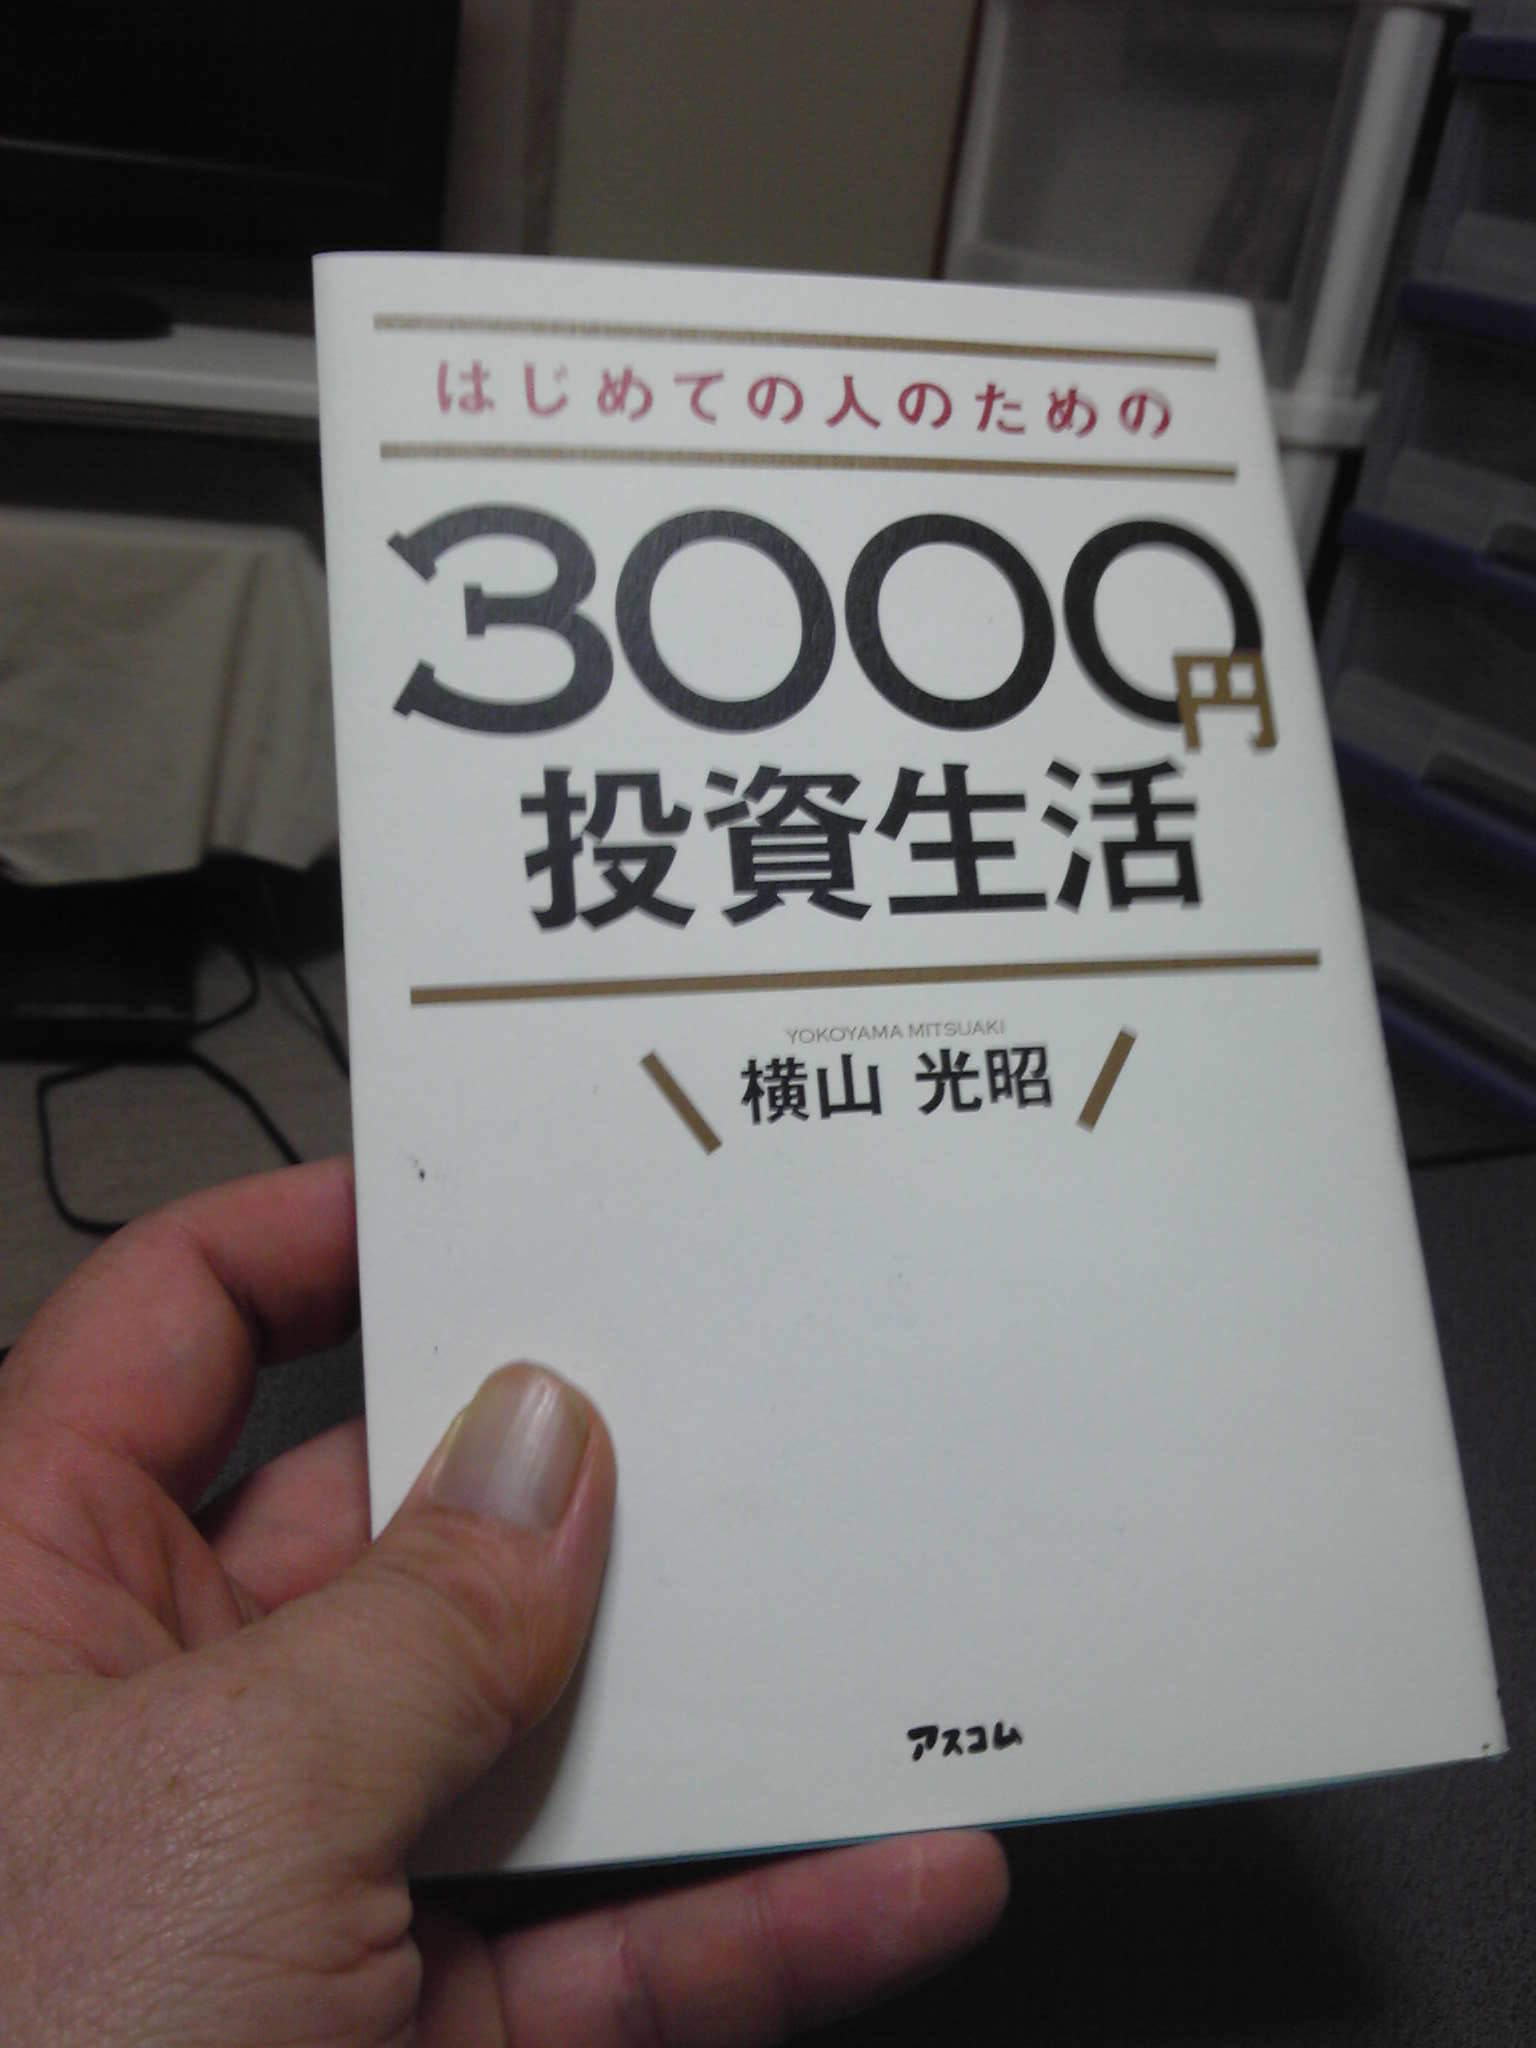 はじめての人のための
3000円
投資生活
YOKOYAMA MITSUAKI
横山 光昭
アスコム